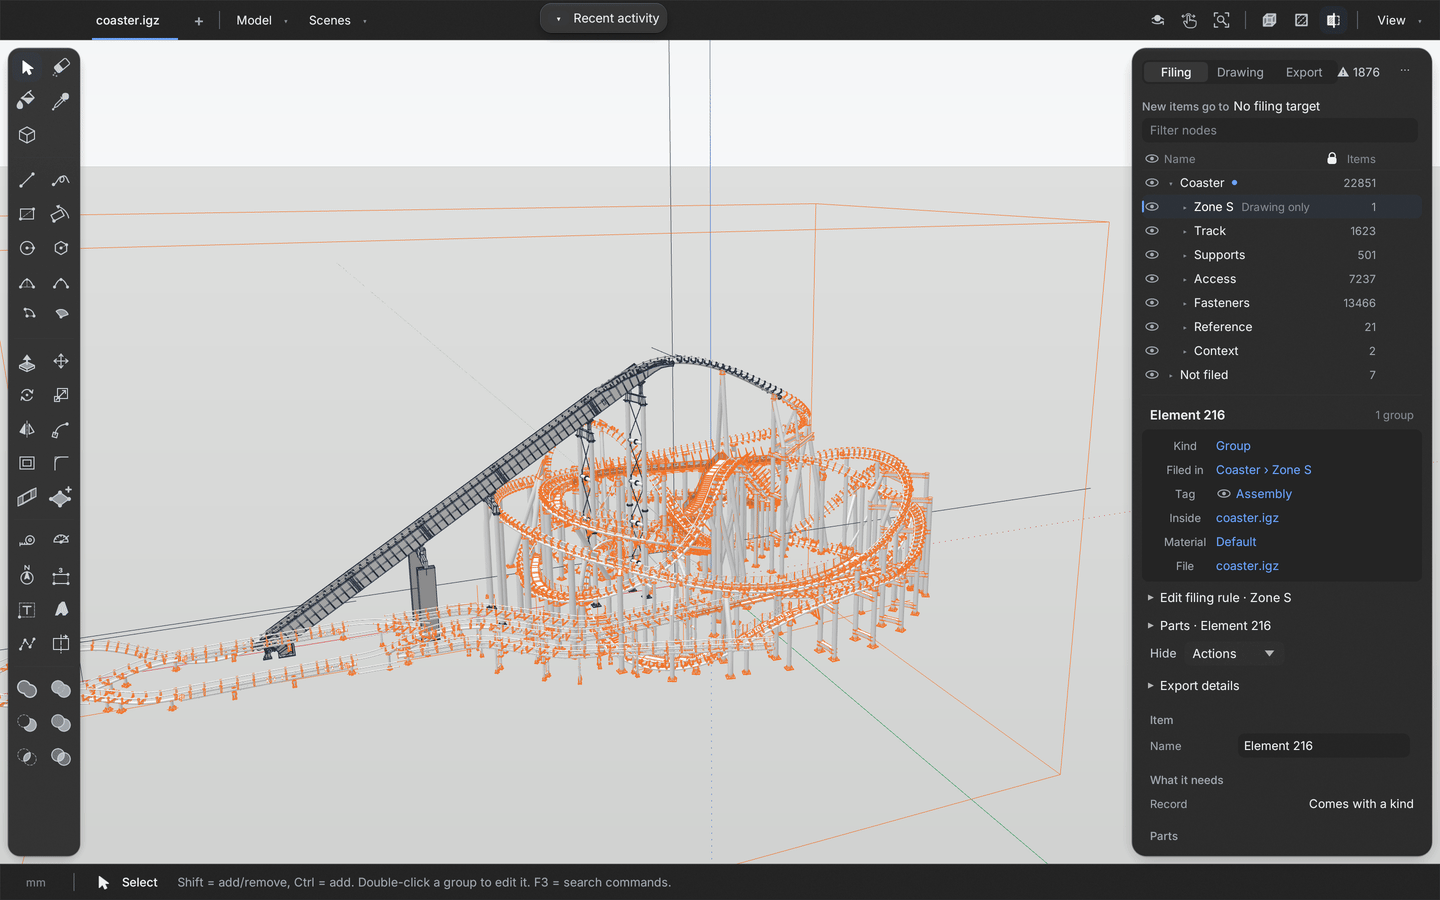 coaster.igz + Model Scenes Recent activity View
Filing Drawing Export 1876 ...
New items go to No filing target
Filter nodes
Name Items
Coaster 22851
Zone S Drawing only 1
Track 1623
Supports 501
Access 7237
Fasteners 13466
Reference 21
Context 2
Not filed 7
Element 216 1 group
Kind Group
Filed in Coaster › Zone S
Tag Assembly
Inside coaster.igz
Material Default
File coaster.igz
Edit filing rule · Zone S
Parts · Element 216
Hide Actions
Export details
Item
Name Element 216
What it needs
Record Comes with a kind
Parts
N 3
T A
mm Select Shift = add/remove, Ctrl = add. Double-click a group to edit it. F3 = search commands.